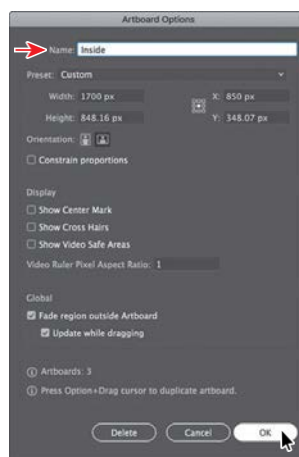 Artboard Options
Name: Inside
Preset: Custom
Width: 1700 px X: 850 px
Height: 848.16 px Y: 348.07 px
Orientation:
Constrain proportions
Display
Show Center Mark
Show Cross Hairs
Show Video Safe Areas
Video Ruler Pixel Aspect Ratio: 1
Global
Fade region outside Artboard
Update while dragging
Artboards: 3
Press Option+Drag cursor to duplicate artboard.
Delete Cancel OK